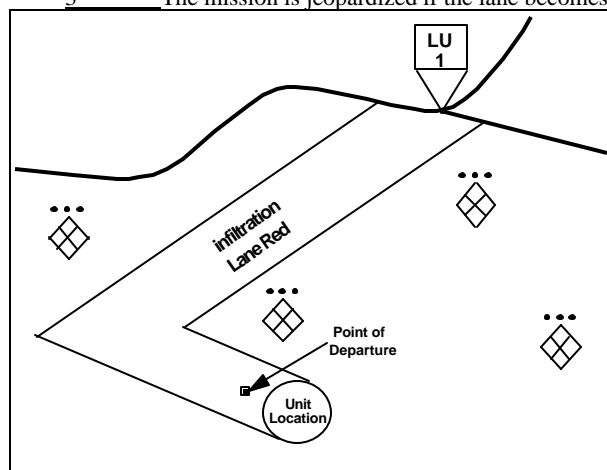 The mission is jeopardized if the lane becomes
LU
1
infiltration
Lane Red
Point of
Departure
Unit
Location